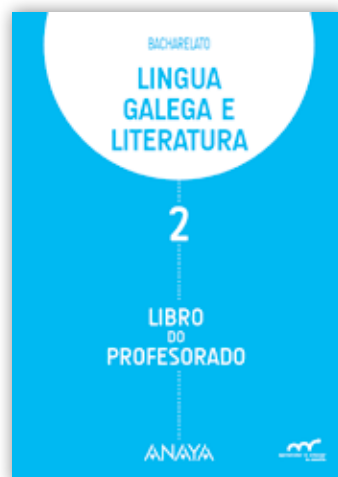 BACHARELATO
LINGUA
GALEGA E
LITERATURA
2
LIBRO
DO
PROFESORADO
ANAYA